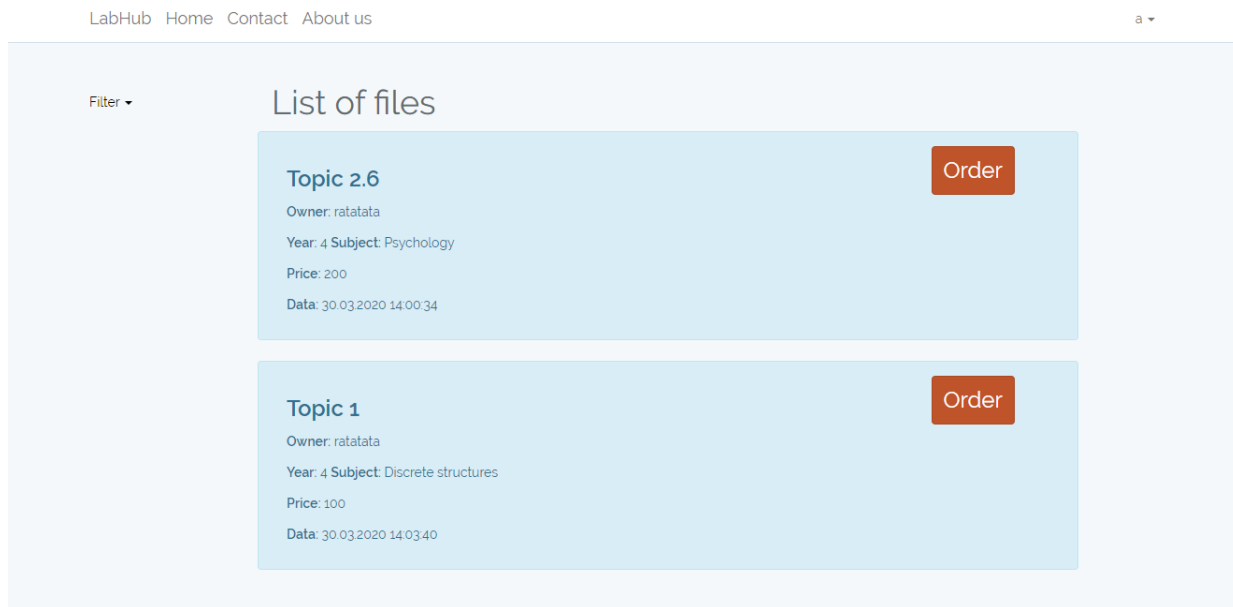 LabHub Home Contact About us a
Filter
List of files
Topic 2.6
Order
Owner: ratatata
Year: 4 Subject: Psychology
Price: 200
Data: 30.03.2020 14:00:34
Topic 1
Order
Owner: ratatata
Year: 4 Subject: Discrete structures
Price: 100
Data: 30.03.2020 14:03:40